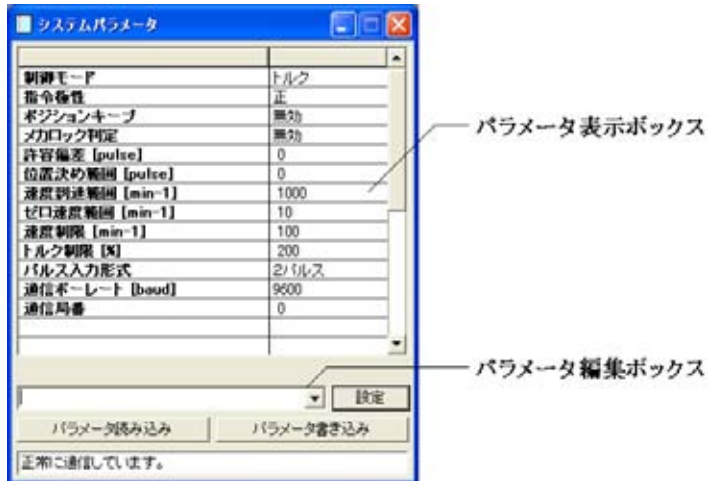 システムパラメータ
制御モード トルク
指令極性 正
ポジションキープ 無効
メカロック判定 無効
許容偏差 [pulse] 0
位置決め範囲 [pulse] 0
速度到達範囲 [min-1] 1000
ゼロ速度範囲 [min-1] 10
速度制限 [min-1] 100
トルク制限 [%] 200
パルス入力形式 2パルス
通信ボーレート [baud] 9600
通信局番 0
パラメータ表示ボックス
パラメータ編集ボックス
設定
パラメータ読み込み パラメータ書き込み
正常に通信しています。